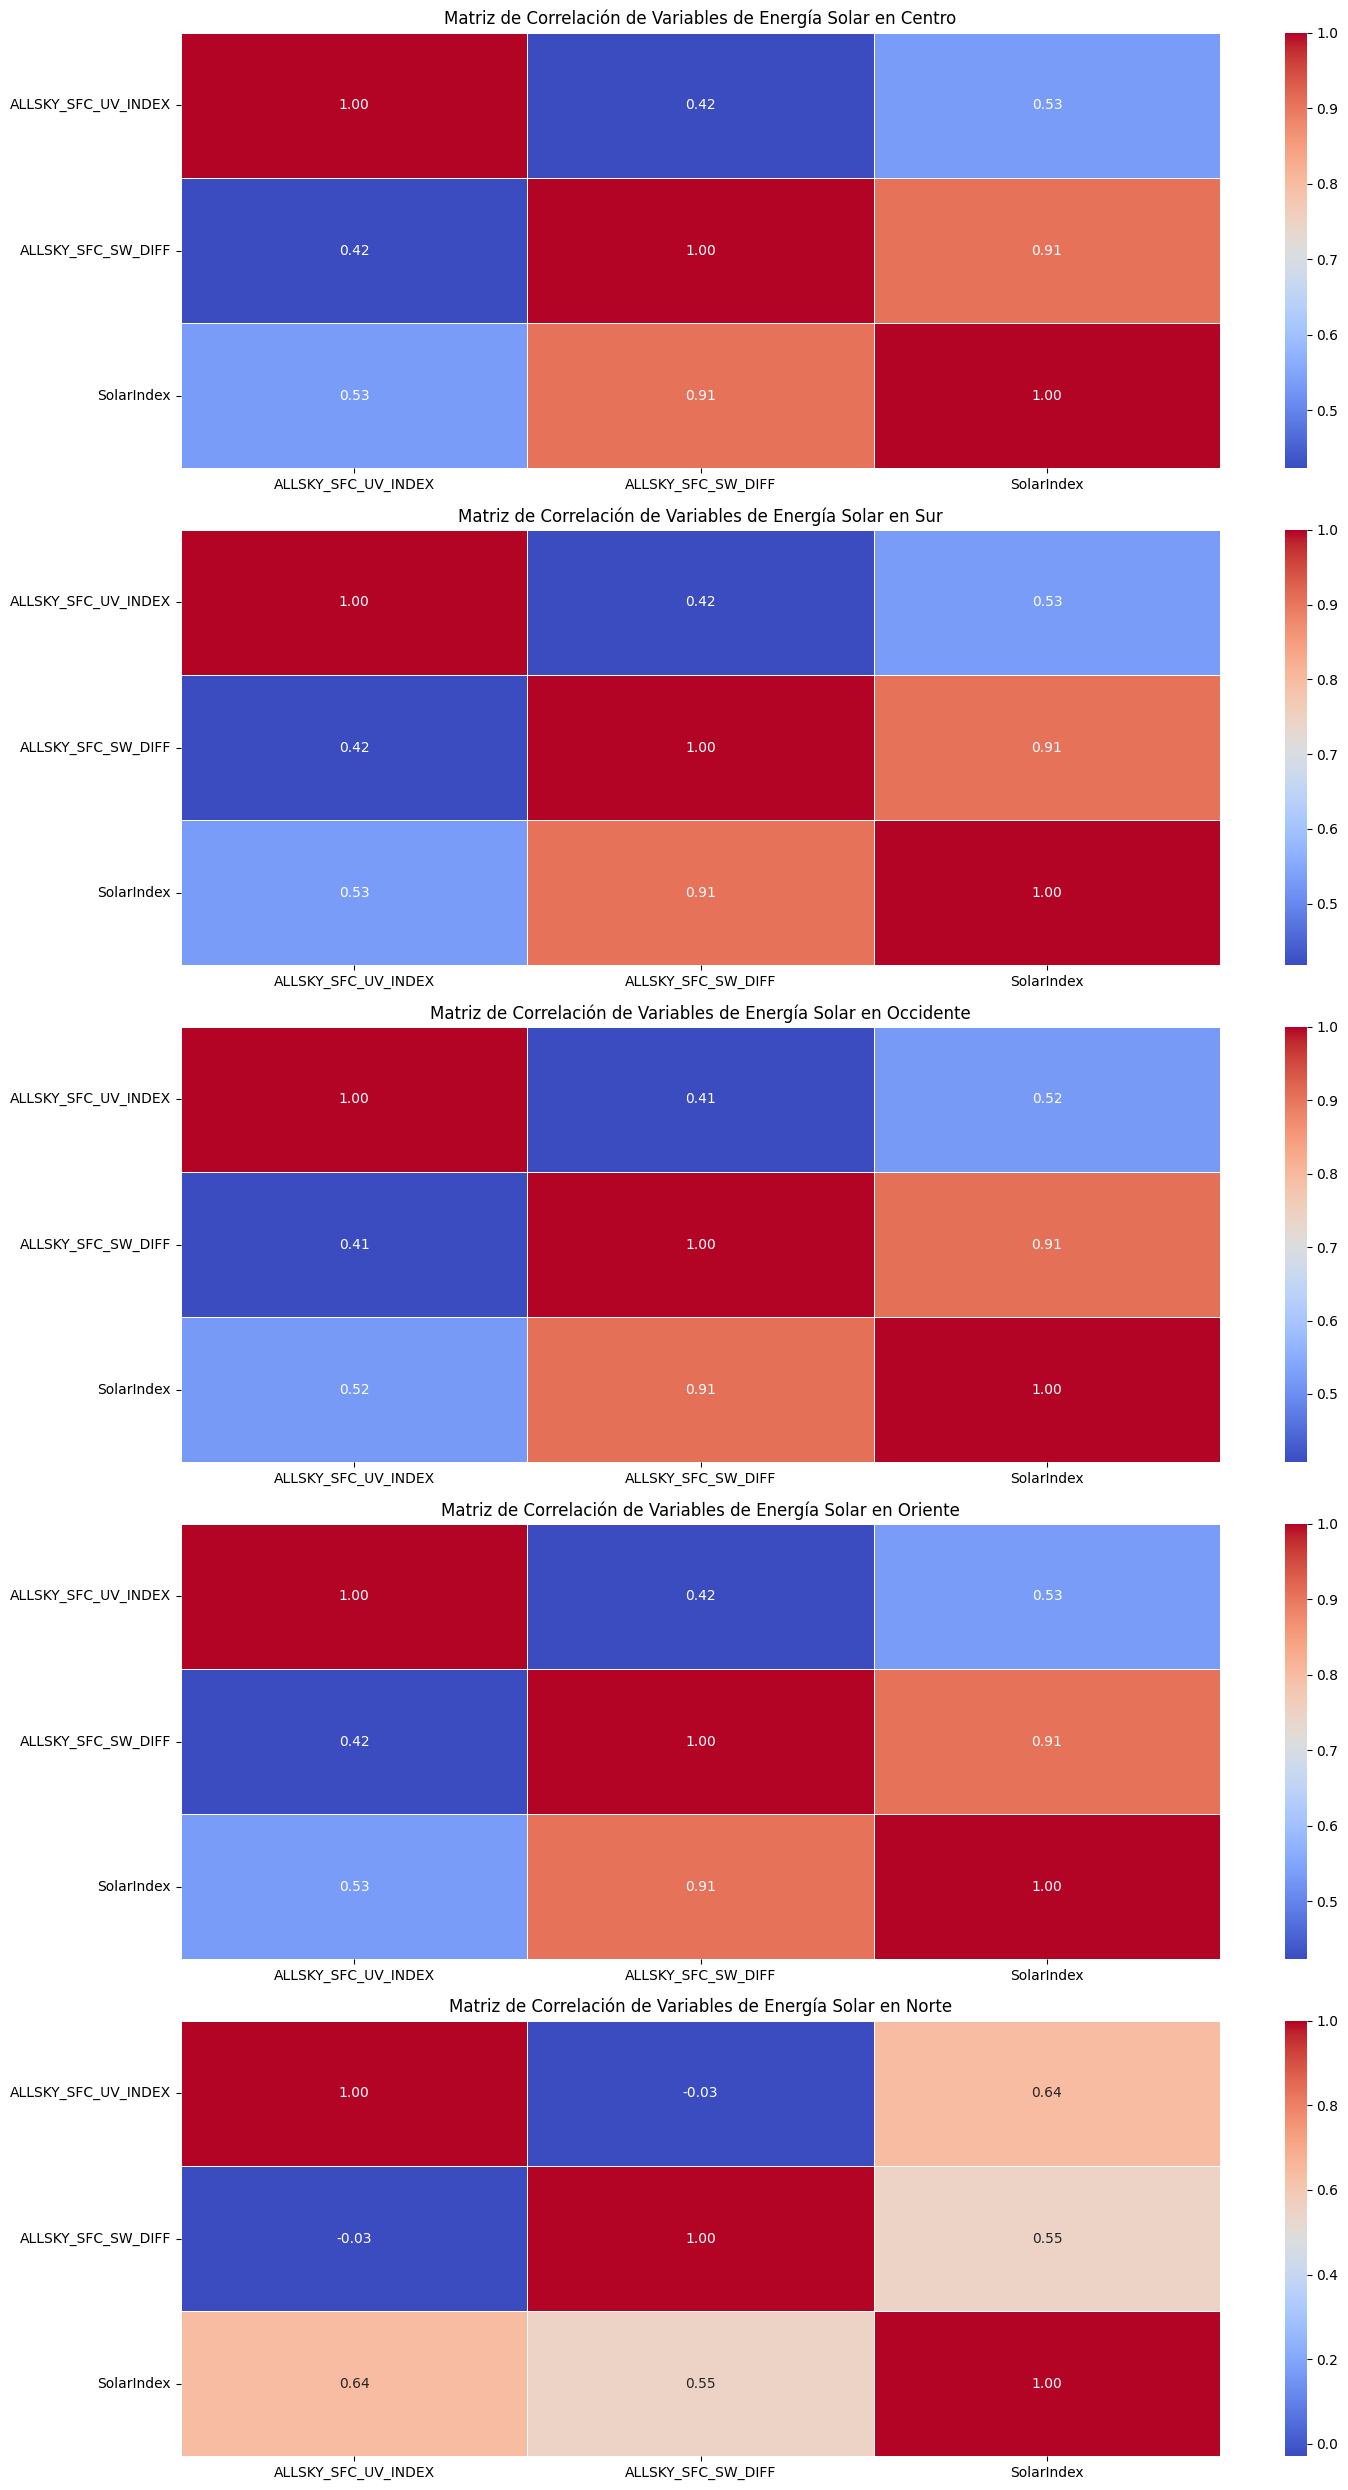 Matriz de Correlación de Variables de Energía Solar en Centro
1.0
ALLSKY_SFC_UV_INDEX 1.00 0.42 0.53
0.9
0.8
ALLSKY_SFC_SW_DIFF 0.42 1.00 0.91
0.7
0.6
SolarIndex 0.53 0.91 1.00
0.5
ALLSKY_SFC_UV_INDEX ALLSKY_SFC_SW_DIFF SolarIndex
Matriz de Correlación de Variables de Energía Solar en Sur
1.0
ALLSKY_SFC_UV_INDEX 1.00 0.42 0.53
0.9
0.8
ALLSKY_SFC_SW_DIFF 0.42 1.00 0.91
0.7
0.6
SolarIndex 0.53 0.91 1.00
0.5
ALLSKY_SFC_UV_INDEX ALLSKY_SFC_SW_DIFF SolarIndex
Matriz de Correlación de Variables de Energía Solar en Occidente
1.0
ALLSKY_SFC_UV_INDEX 1.00 0.41 0.52
0.9
0.8
ALLSKY_SFC_SW_DIFF 0.41 1.00 0.91
0.7
0.6
SolarIndex 0.52 0.91 1.00
0.5
ALLSKY_SFC_UV_INDEX ALLSKY_SFC_SW_DIFF SolarIndex
Matriz de Correlación de Variables de Energía Solar en Oriente
1.0
ALLSKY_SFC_UV_INDEX 1.00 0.42 0.53
0.9
0.8
ALLSKY_SFC_SW_DIFF 0.42 1.00 0.91
0.7
0.6
SolarIndex 0.53 0.91 1.00
0.5
ALLSKY_SFC_UV_INDEX ALLSKY_SFC_SW_DIFF SolarIndex
Matriz de Correlación de Variables de Energía Solar en Norte
1.0
ALLSKY_SFC_UV_INDEX 1.00 -0.03 0.64
0.8
0.6
ALLSKY_SFC_SW_DIFF -0.03 1.00 0.55
0.4
0.2
SolarIndex 0.64 0.55 1.00
0.0
ALLSKY_SFC_UV_INDEX ALLSKY_SFC_SW_DIFF SolarIndex